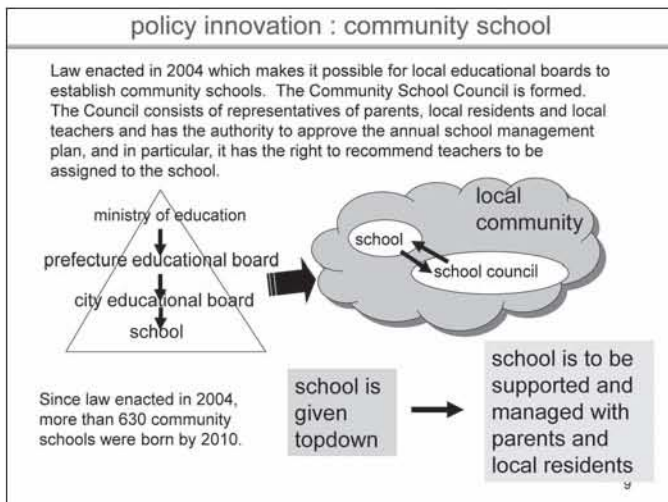 policy innovation : community school
Law enacted in 2004 which makes it possible for local educational boards to
establish community schools. The Community School Council is formed.
The Council consists of representatives of parents, local residents and local
teachers and has the authority to approve the annual school management
plan, and in particular, it has the right to recommend teachers to be
assigned to the school.
ministry of education
prefecture educational board
city educational board
school
local
community
school
school council
Since law enacted in 2004,
more than 630 community
schools were born by 2010.
school is
given
topdown
school is to be
supported and
managed with
parents and
local residents
9